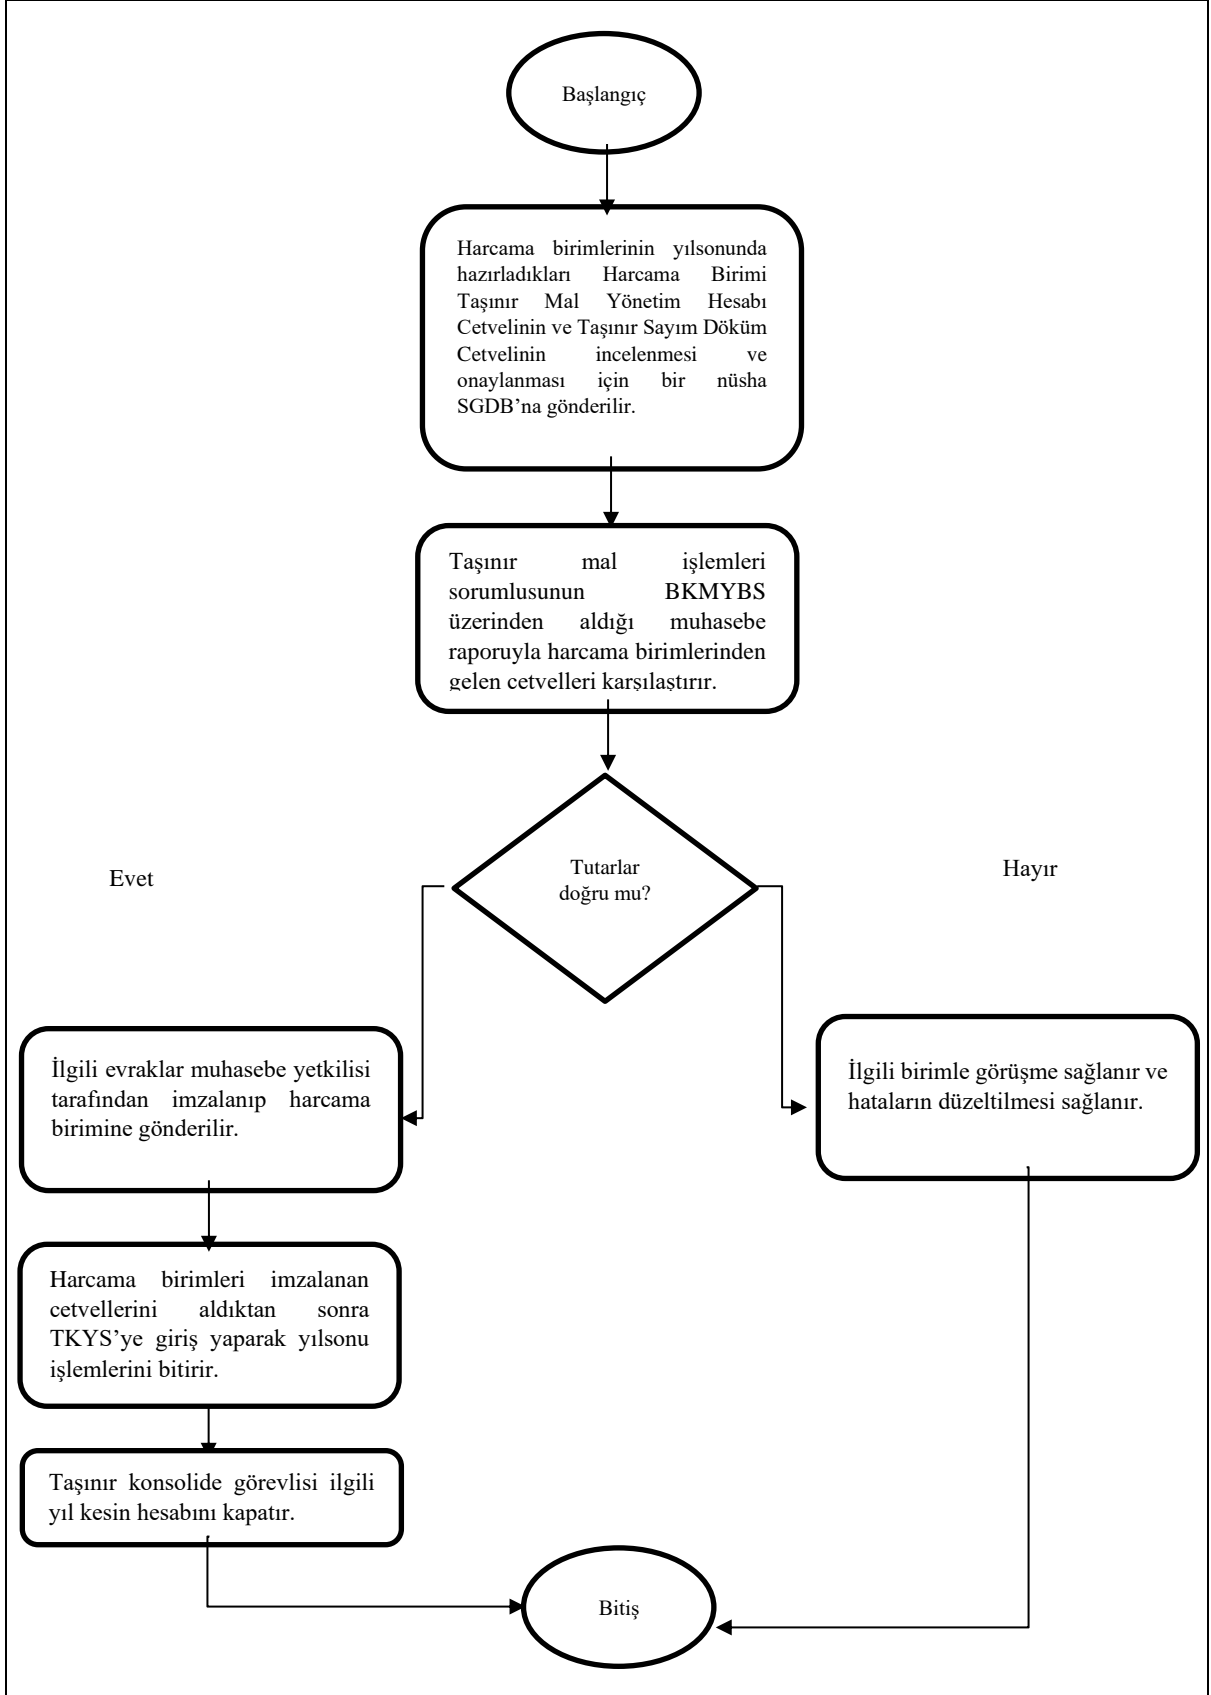 Başlangıç
Harcama birimlerinin yılsonunda
hazırladıkları Harcama Birimi
Taşınır Mal Yönetim Hesabı
Cetvelinin ve Taşınır Sayım Döküm
Cetvelinin incelenmesi ve
onaylanması için bir nüsha
SGDB’na gönderilir.
Taşınır mal işlemleri
sorumlusunun BKMYBS
üzerinden aldığı muhasebe
raporuyla harcama birimlerinden
gelen cetvelleri karşılaştırır.
Tutarlar
doğru mu?
Evet
Hayır
İlgili evraklar muhasebe yetkilisi
tarafından imzalanıp harcama
birimine gönderilir.
İlgili birimle görüşme sağlanır ve
hataların düzeltilmesi sağlanır.
Harcama birimleri imzalanan
cetvellerini aldıktan sonra
TKYS’ye giriş yaparak yılsonu
işlemlerini bitirir.
Taşınır konsolide görevlisi ilgili
yıl kesin hesabını kapatır.
Bitiş